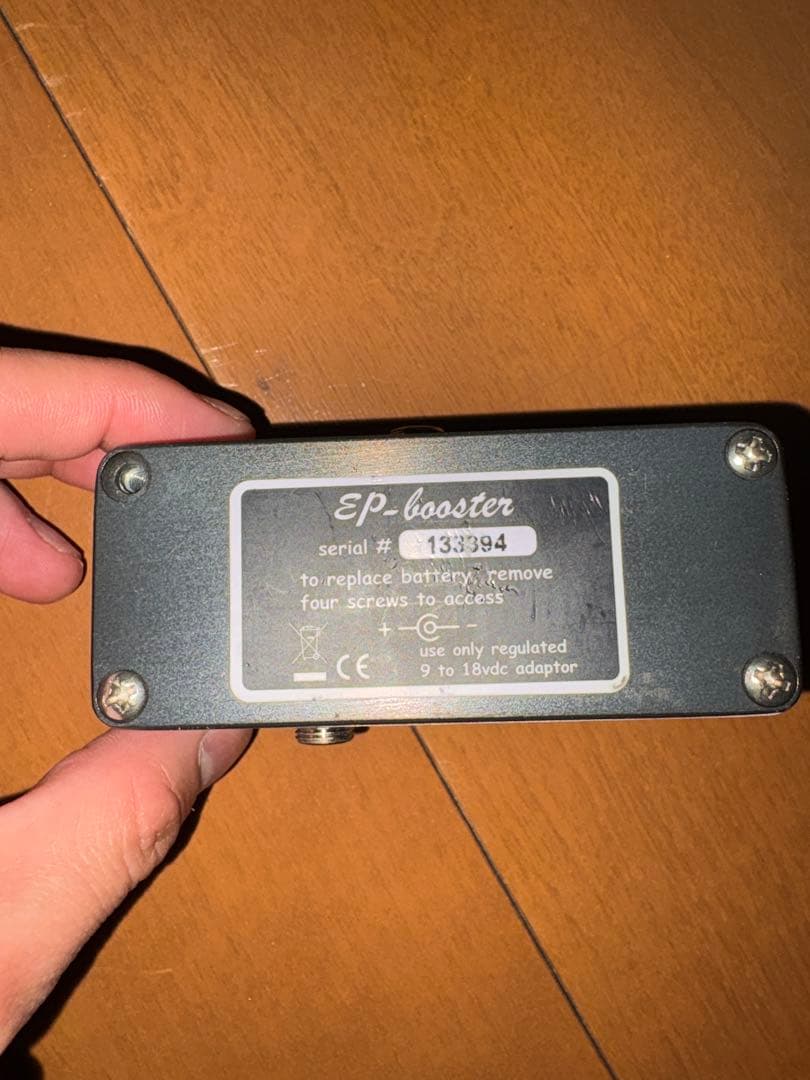 EP-booster
serial # 133394
to replace battery, remove
four screws to access
+ -
use only regulated
9 to 18vdc adaptor
CE